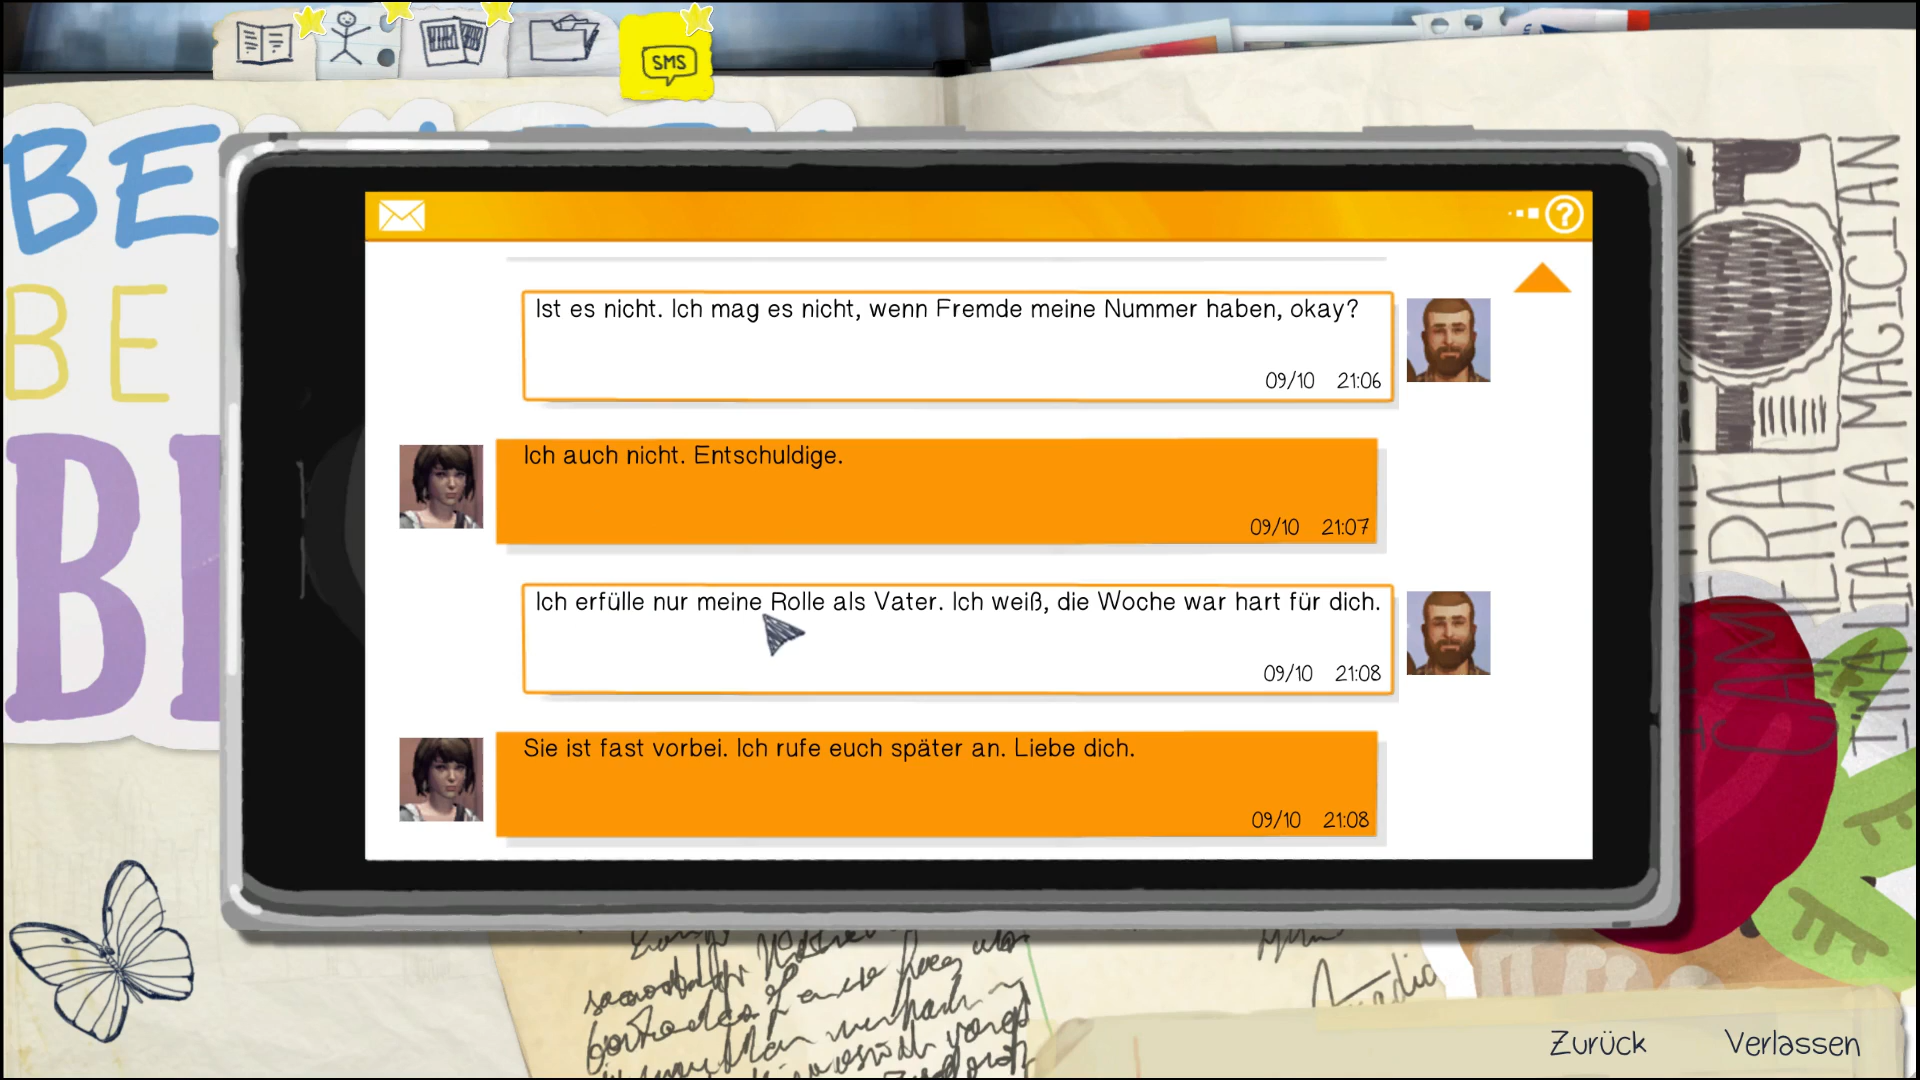 SMS
BE
BE
Ist es nicht. Ich mag es nicht, wenn Fremde meine Nummer haben, okay?
09/10 21:06
Ich auch nicht. Entschuldige.
09/10 21:07
Ich erfülle nur meine Rolle als Vater. Ich weiß, die Woche war hart für dich.
09/10 21:08
Sie ist fast vorbei. Ich rufe euch später an. Liebe dich.
09/10 21:08
CAMERA
I'M A LIAR, A MAGICIAN
Zurück Verlassen